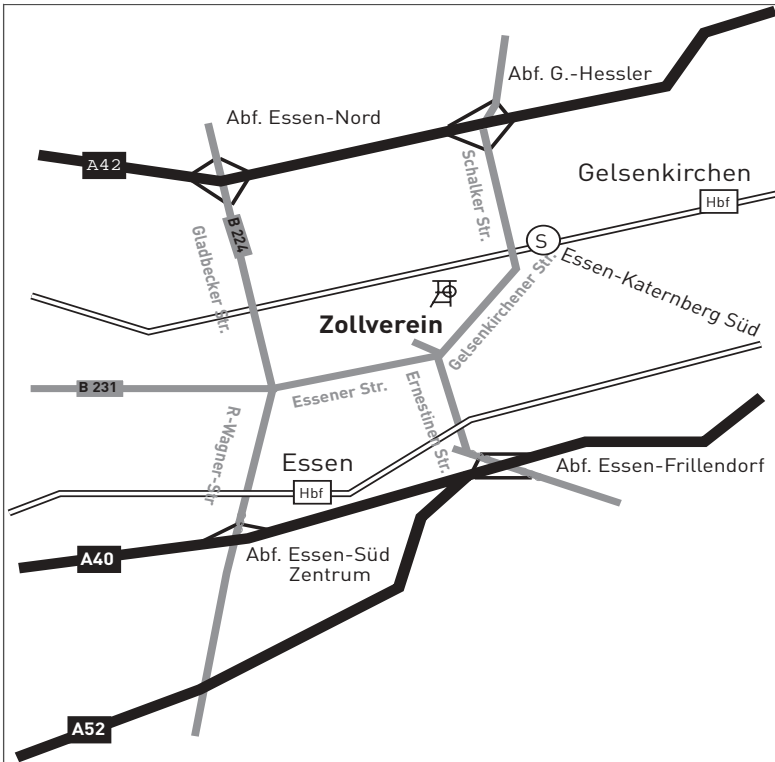 Abf. G.-Hessler
Abf. Essen-Nord
A42
Schalker Str.
Gelsenkirchen
Hbf
B 224
Gladbecker Str.
S
Essen-Katernberg Süd
Gelsenkirchener Str.
Zollverein
B 231
Essener Str.
Ernestinen Str.
R-Wagner-Str
Essen
Hbf
Abf. Essen-Frillendorf
A40
Abf. Essen-Süd
Zentrum
A52